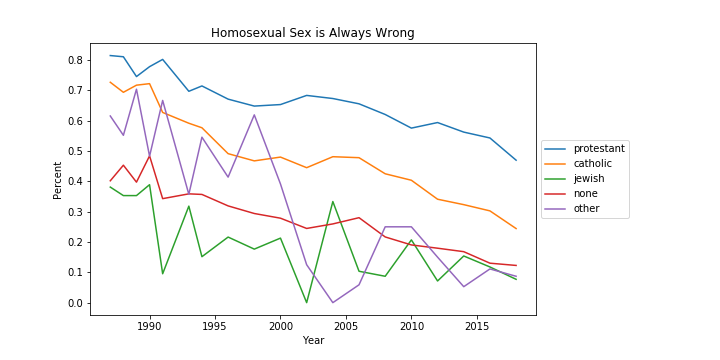 Homosexual Sex is Always Wrong
0.8
0.7
0.6
0.5
0.4
0.3
0.2
0.1
0.0
Percent
1990 1995 2000 2005 2010 2015
Year
protestant
catholic
jewish
none
other